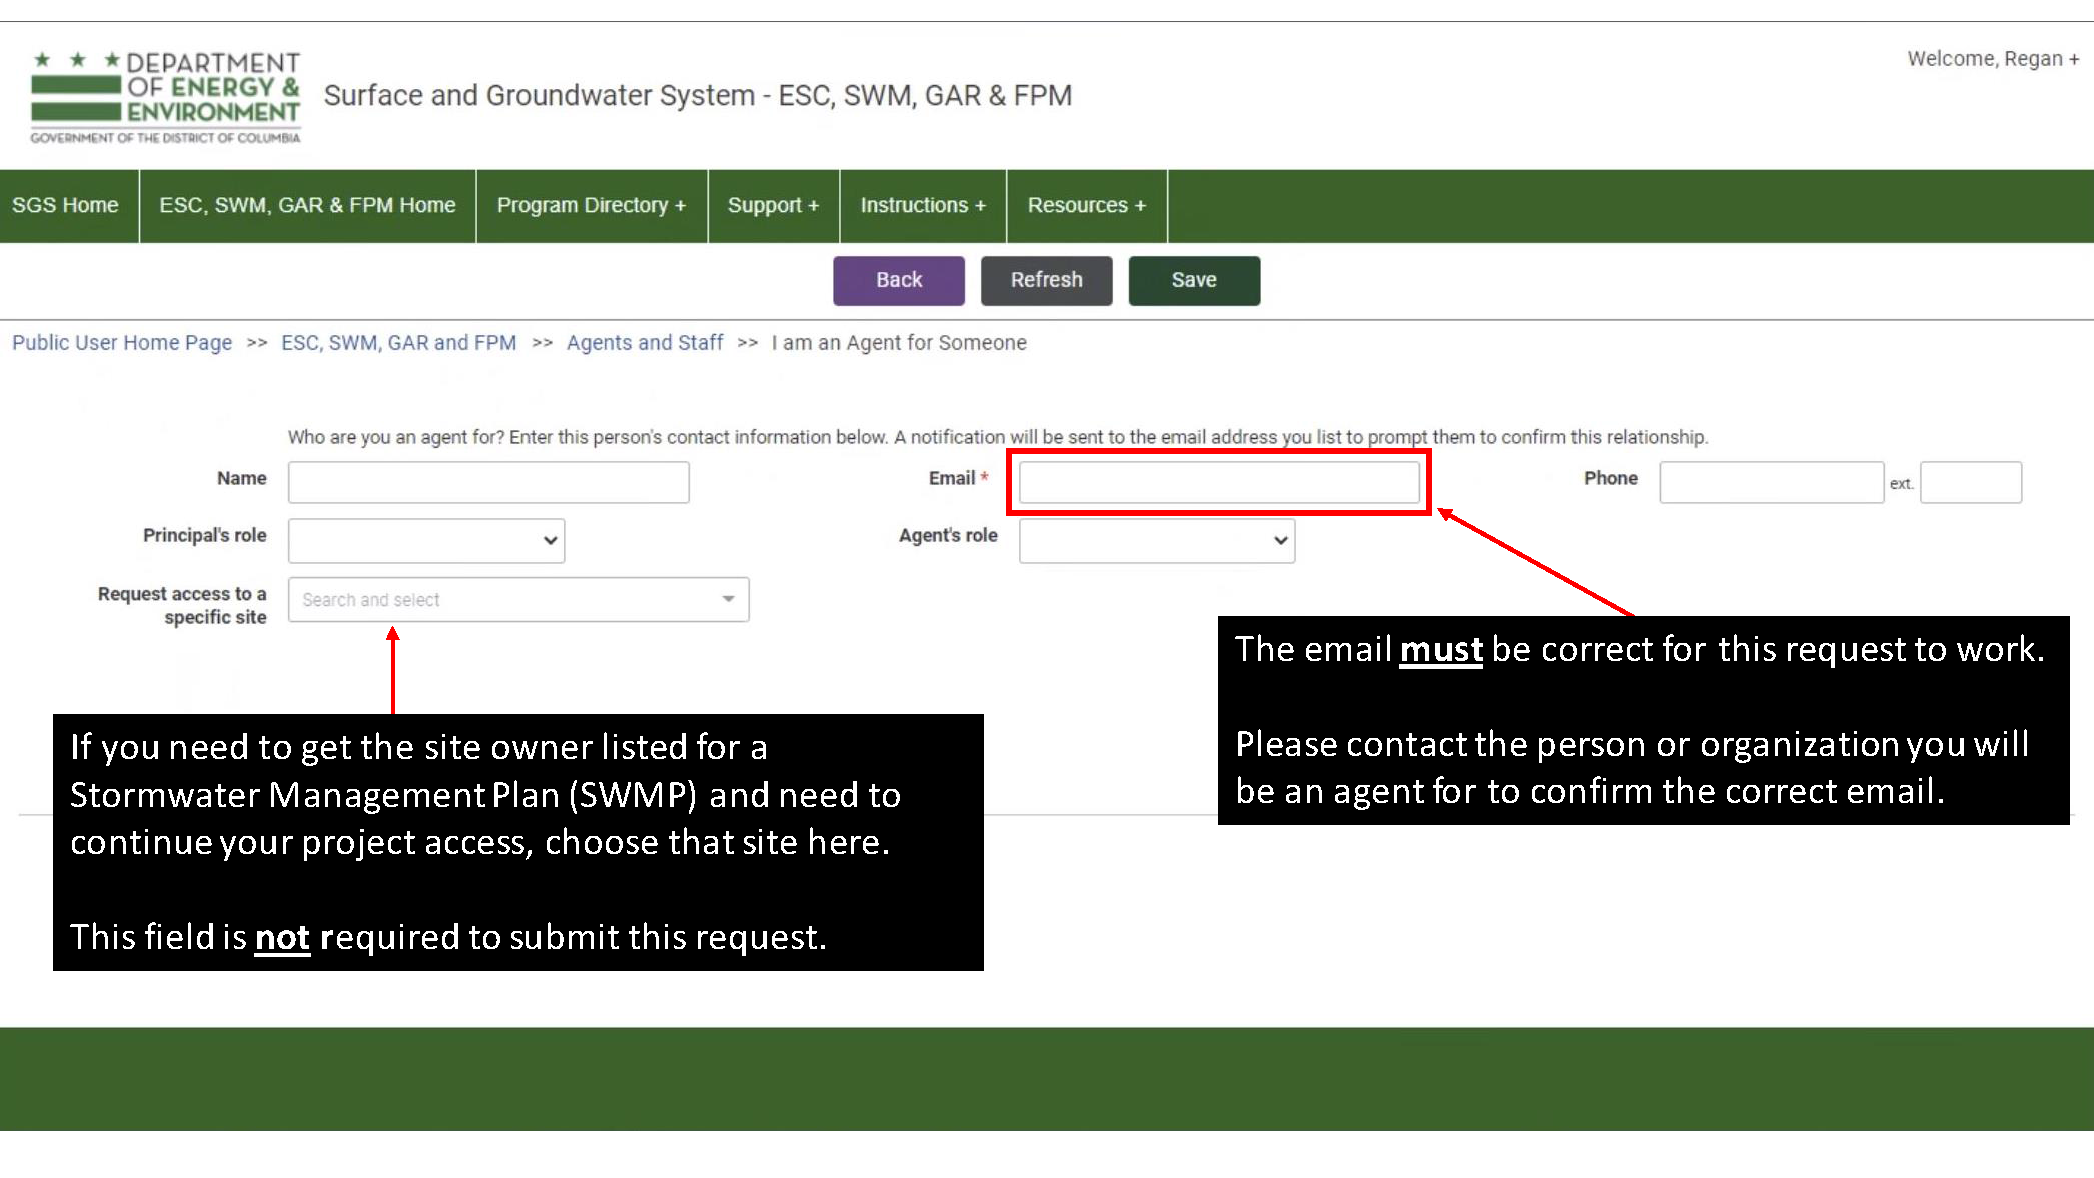 DEPARTMENT
OF ENERGY &
ENVIRONMENT
GOVERNMENT OF THE DISTRICT OF COLUMBIA
Surface and Groundwater System - ESC, SWM, GAR & FPM
Welcome, Regan +
SGS Home
ESC, SWM, GAR & FPM Home
Program Directory +
Support +
Instructions +
Resources +
Back
Refresh
Save
Public User Home Page >> ESC, SWM, GAR and FPM >> Agents and Staff >> I am an Agent for Someone
Who are you an agent for? Enter this person's contact information below. A notification will be sent to the email address you list to prompt them to confirm this relationship.
Name
Email *
Phone
ext.
Principal's role
Agent's role
Request access to a
specific site
Search and select
The email must be correct for this request to work.
Please contact the person or organization you will
be an agent for to confirm the correct email.
If you need to get the site owner listed for a
Stormwater Management Plan (SWMP) and need to
continue your project access, choose that site here.
This field is not required to submit this request.